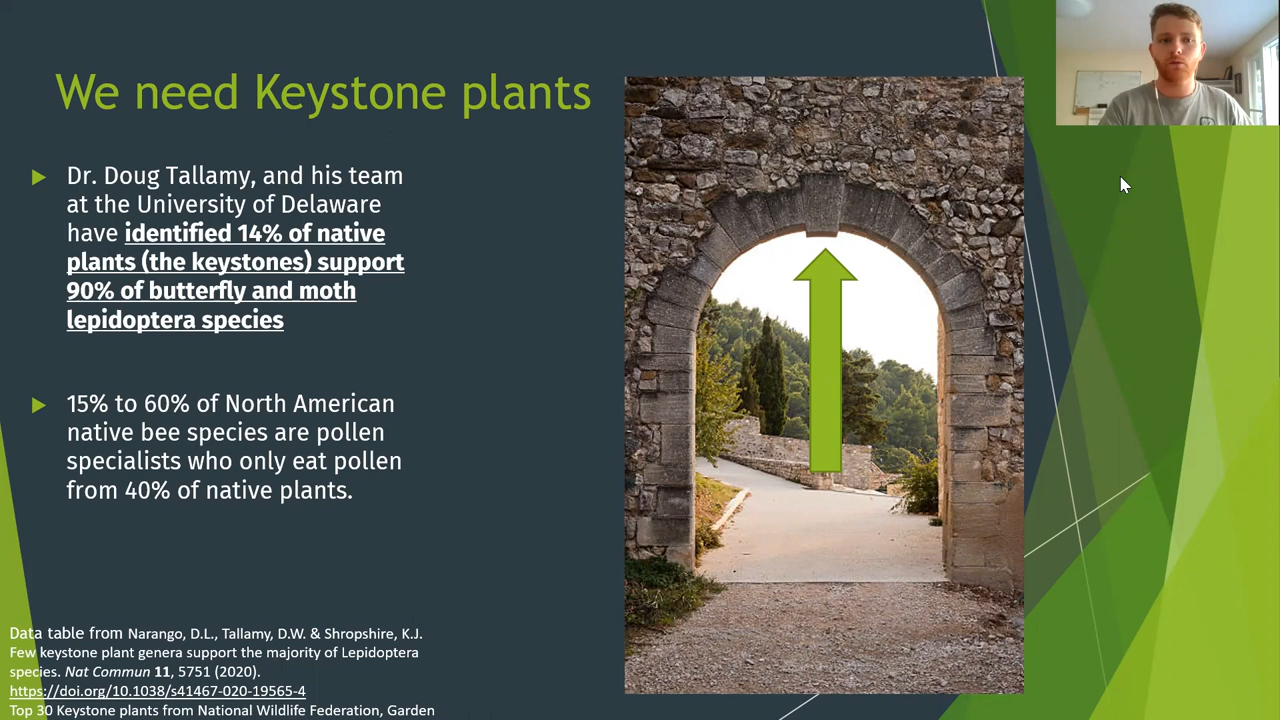 We need Keystone plants
Dr. Doug Tallamy, and his team
at the University of Delaware
have identified 14% of native
plants (the keystones) support
90% of butterfly and moth
lepidoptera species
15% to 60% of North American
native bee species are pollen
specialists who only eat pollen
from 40% of native plants.
Data table from Narango, D.L., Tallamy, D.W. & Shropshire, K.J.
Few keystone plant genera support the majority of Lepidoptera
species. Nat Commun 11, 5751 (2020).
https://doi.org/10.1038/s41467-020-19565-4
Top 30 Keystone plants from National Wildlife Federation, Garden